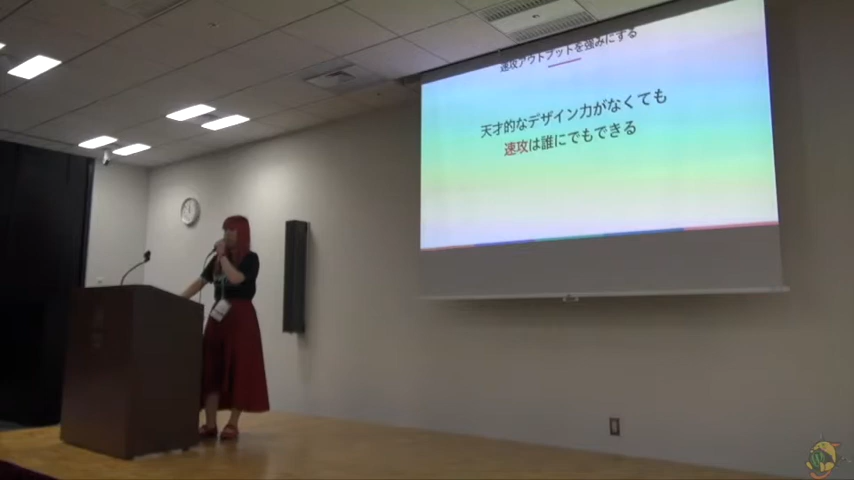 速攻アウトプットを強みにする
天才的なデザイン力がなくても
速攻は誰にでもできる